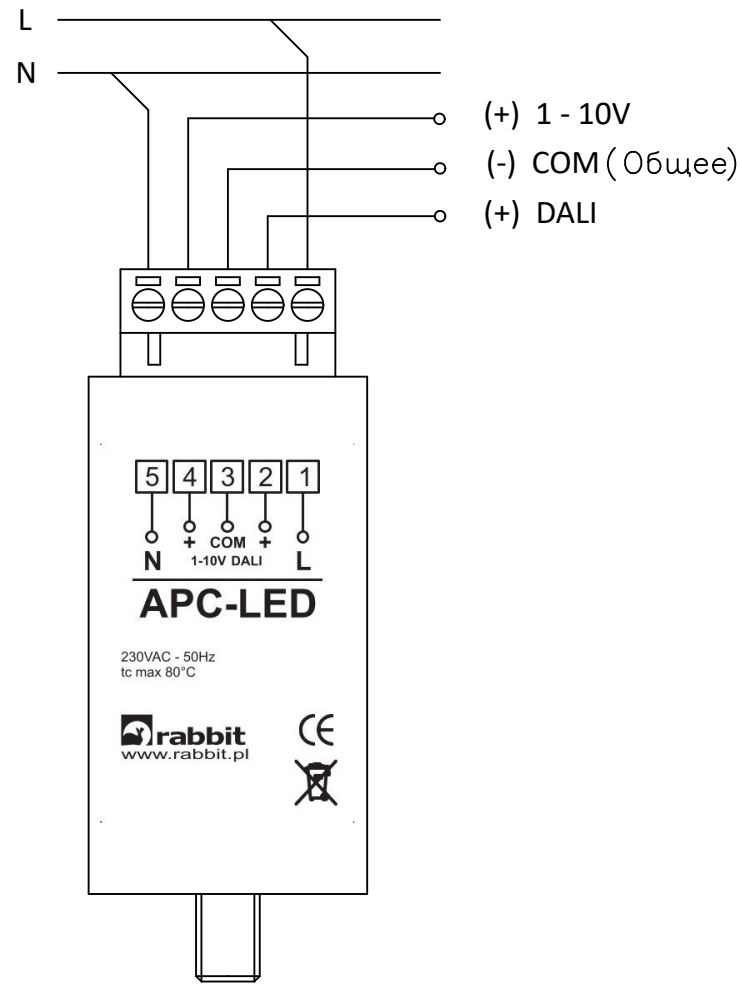 L
N
(+) 1 - 10V
(-) COM (Общее)
(+) DALI
5 4 3 2 1
+ COM +
N 1-10V DALI L
APC-LED
230VAC - 50Hz
tc max 80°C
rabbit
www.rabbit.pl
CE